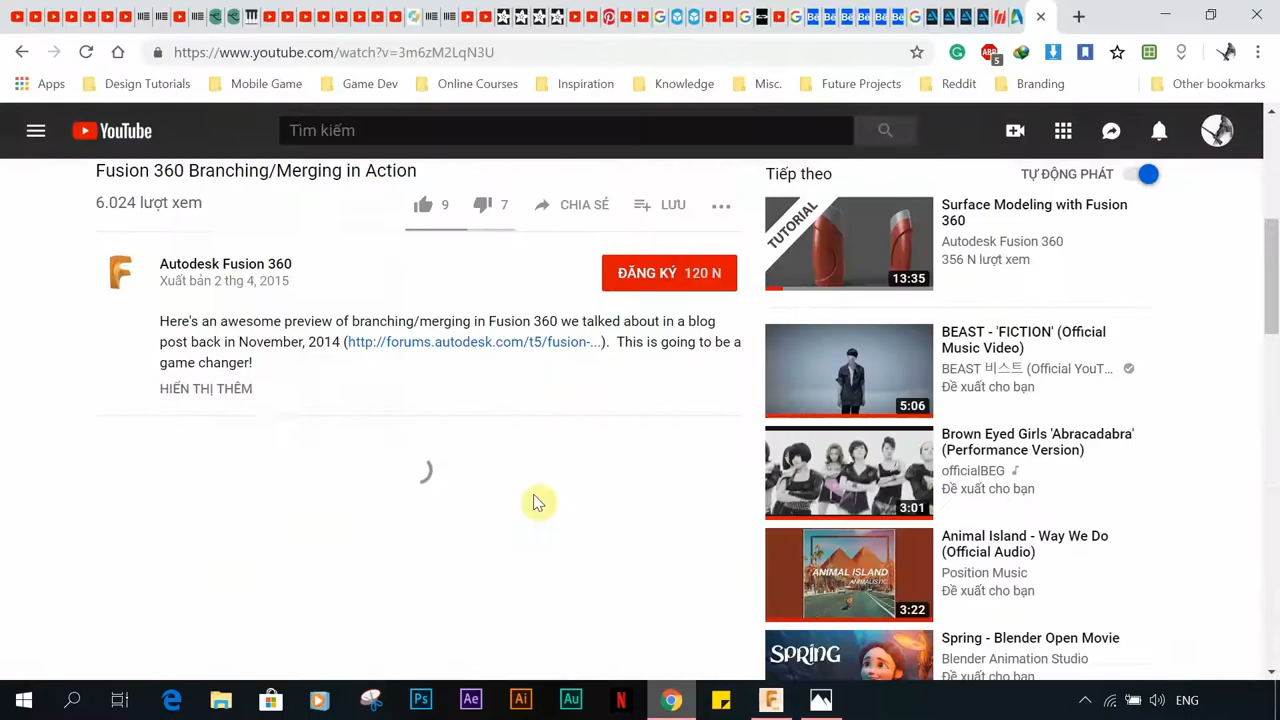 https://www.youtube.com/watch?v=3m6zM2LqN3U
ABP
5
Apps
Design Tutorials
Mobile Game
Game Dev
Online Courses
Inspiration
Knowledge
Misc.
Future Projects
Reddit
Branding
Other bookmarks
YouTube
Tìm kiếm
Fusion 360 Branching/Merging in Action
6.024 lượt xem
9
7
CHIA SẺ
LƯU
Autodesk Fusion 360
Xuất bản 2 thg 4, 2015
ĐĂNG KÝ 120 N
Here's an awesome preview of branching/merging in Fusion 360 we talked about in a blog
post back in November, 2014 (http://forums.autodesk.com/t5/fusion-...). This is going to be a
game changer!
HIỂN THỊ THÊM
Tiếp theo
TỰ ĐỘNG PHÁT
TUTORIAL
13:35
Surface Modeling with Fusion
360
Autodesk Fusion 360
356 N lượt xem
5:06
BEAST - 'FICTION' (Official
Music Video)
BEAST 비스트 (Official YouT...
Đề xuất cho bạn
3:01
Brown Eyed Girls 'Abracadabra'
(Performance Version)
officialBEG
Đề xuất cho bạn
ANIMAL ISLAND
ANIMALISTIC
3:22
Animal Island - Way We Do
(Official Audio)
Position Music
Đề xuất cho bạn
SPRING
Spring - Blender Open Movie
Blender Animation Studio
Đề xuất cho bạn
Ps
Ae
Ai
Au
N
F
ENG